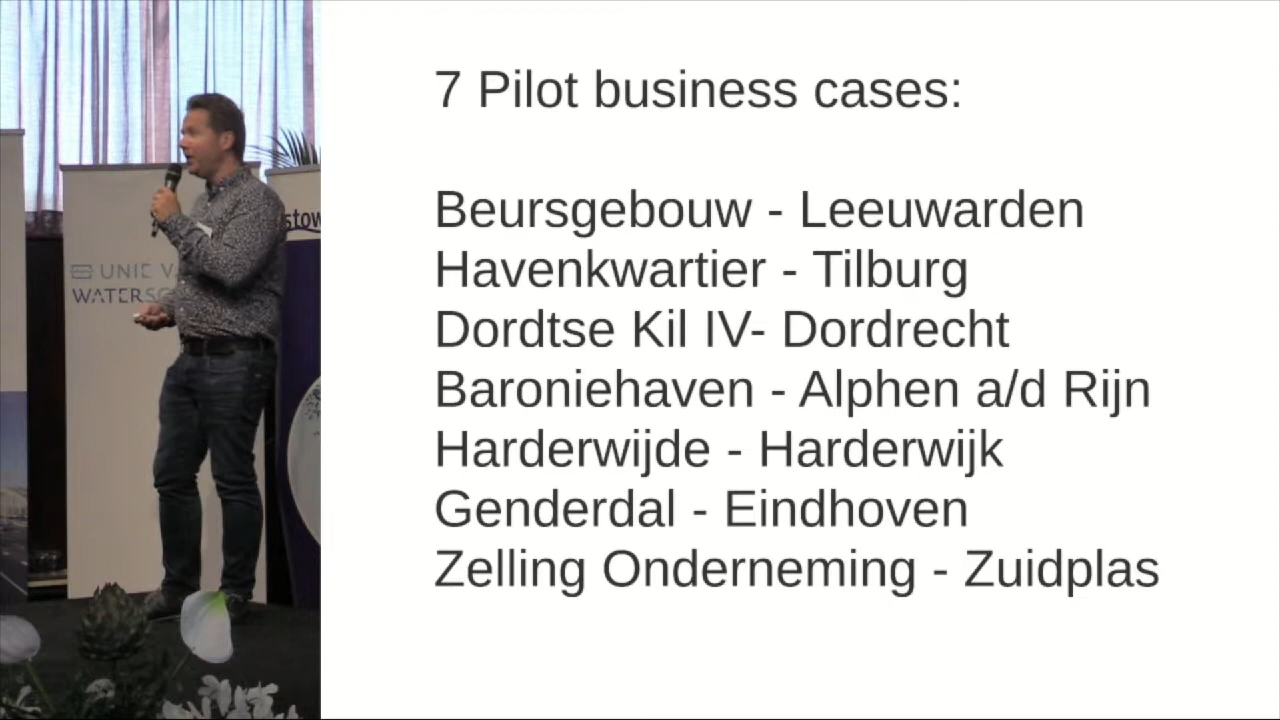 7 Pilot business cases:
Beursgebouw - Leeuwarden
Havenkwartier - Tilburg
Dordtse Kil IV- Dordrecht
Baroniehaven - Alphen a/d Rijn
Harderwijde - Harderwijk
Genderdal - Eindhoven
Zelling Onderneming - Zuidplas
UNIE